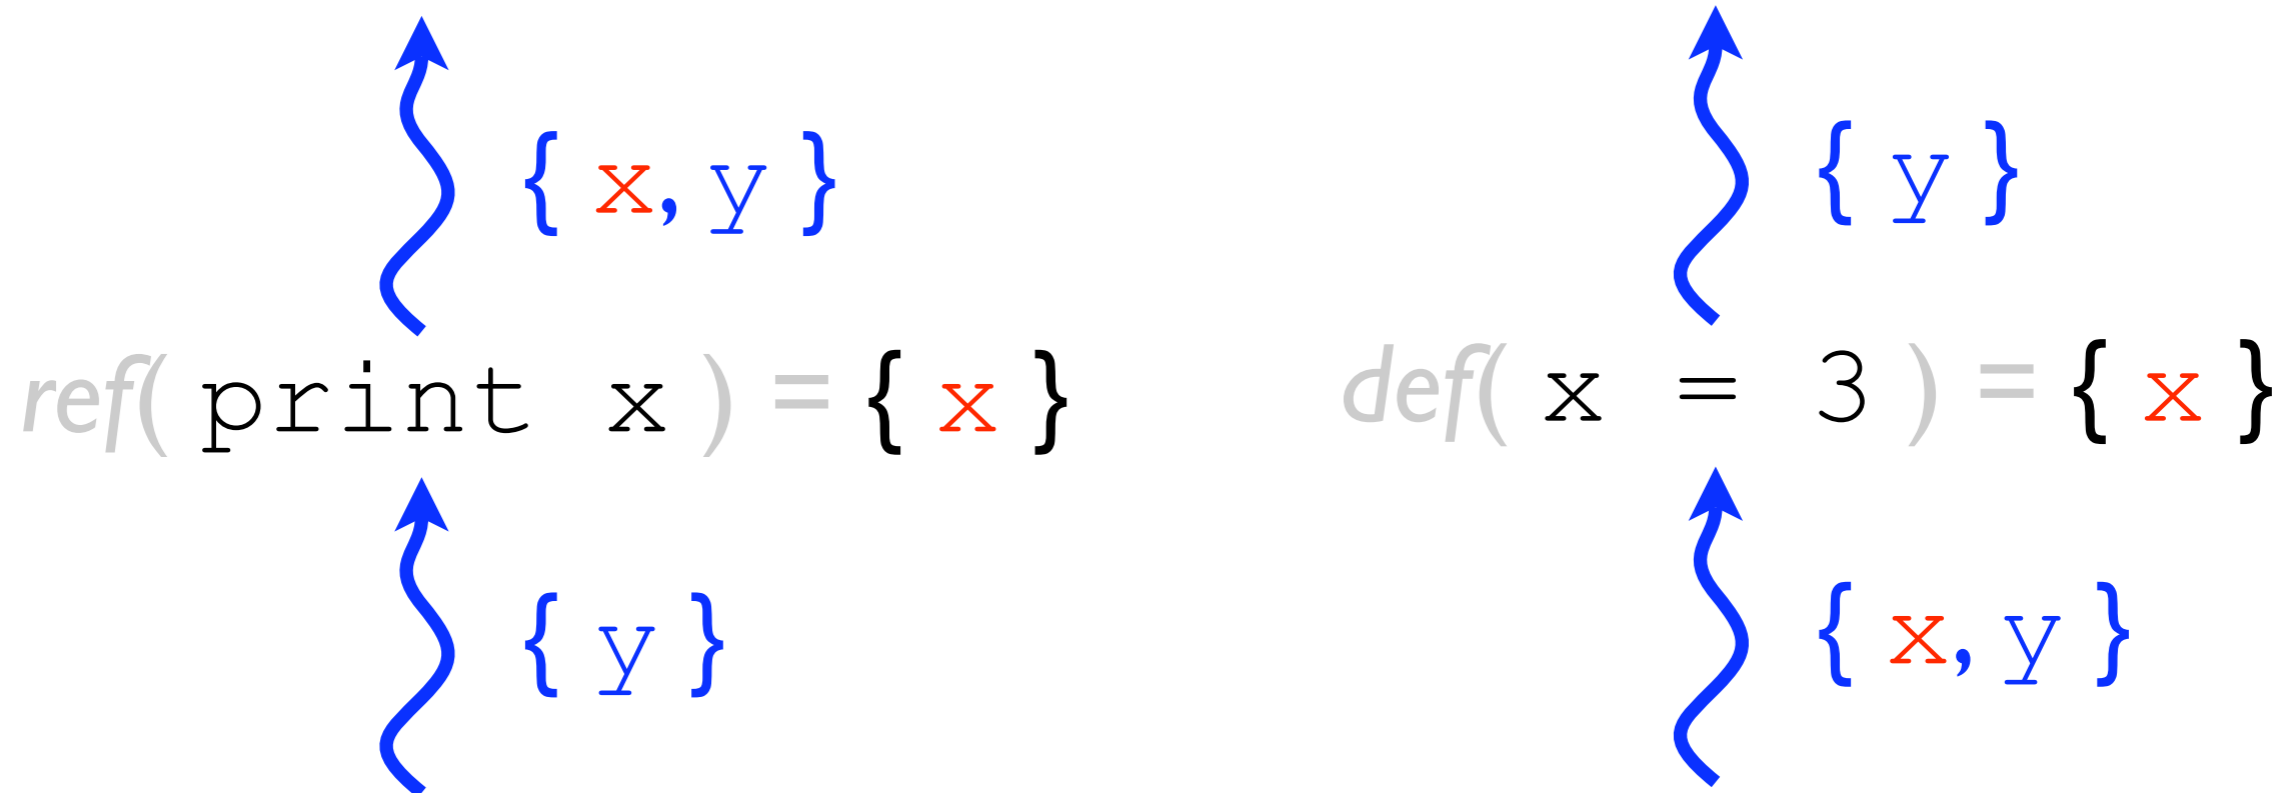 { x, y }
{ y }
ref( print x ) = { x }
def( x = 3 ) = { x }
{ y }
{ x, y }